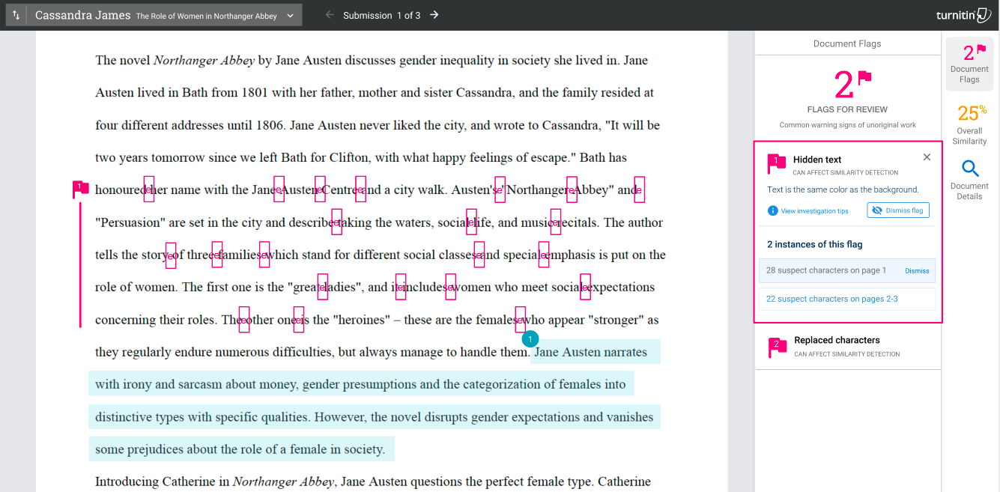 Cassandra James The Role of Women in Northanger Abbey
Submission 1 of 3
turnitin
The novel Northanger Abbey by Jane Austen discusses gender inequality in society she lived in. Jane
Austen lived in Bath from 1801 with her father, mother and sister Cassandra, and the family resided at
four different addresses until 1806. Jane Austen never liked the city, and wrote to Cassandra, "It will be
two years tomorrow since we left Bath for Clifton, with what happy feelings of escape." Bath has
1
honouredeher name with the JaneeAusteneCentreeand a city walk. Austen'se"NorthangereAbbey" ande
"Persuasion" are set in the city and describeetaking the waters, socialelife, and musicerecitals. The author
tells the storyeof threeefamiliesewhich stand for different social classeseand specialeemphasis is put on the
role of women. The first one is the "greateladies", and iteincludesewomen who meet socialeexpectations
concerning their roles. Theeother oneeis the "heroines" – these are the femalesewho appear "stronger" as
1
they regularly endure numerous difficulties, but always manage to handle them. Jane Austen narrates
with irony and sarcasm about money, gender presumptions and the categorization of females into
distinctive types with specific qualities. However, the novel disrupts gender expectations and vanishes
some prejudices about the role of a female in society.
Introducing Catherine in Northanger Abbey, Jane Austen questions the perfect female type. Catherine
Document Flags
2
FLAGS FOR REVIEW
Common warning signs of unoriginal work
1
Hidden text
CAN AFFECT SIMILARITY DETECTION
Text is the same color as the background.
View investigation tips
Dismiss flag
2 instances of this flag
28 suspect characters on page 1 Dismiss
22 suspect characters on pages 2-3
2
Replaced characters
CAN AFFECT SIMILARITY DETECTION
2
Document
Flags
25%
Overall
Similarity
Document
Details